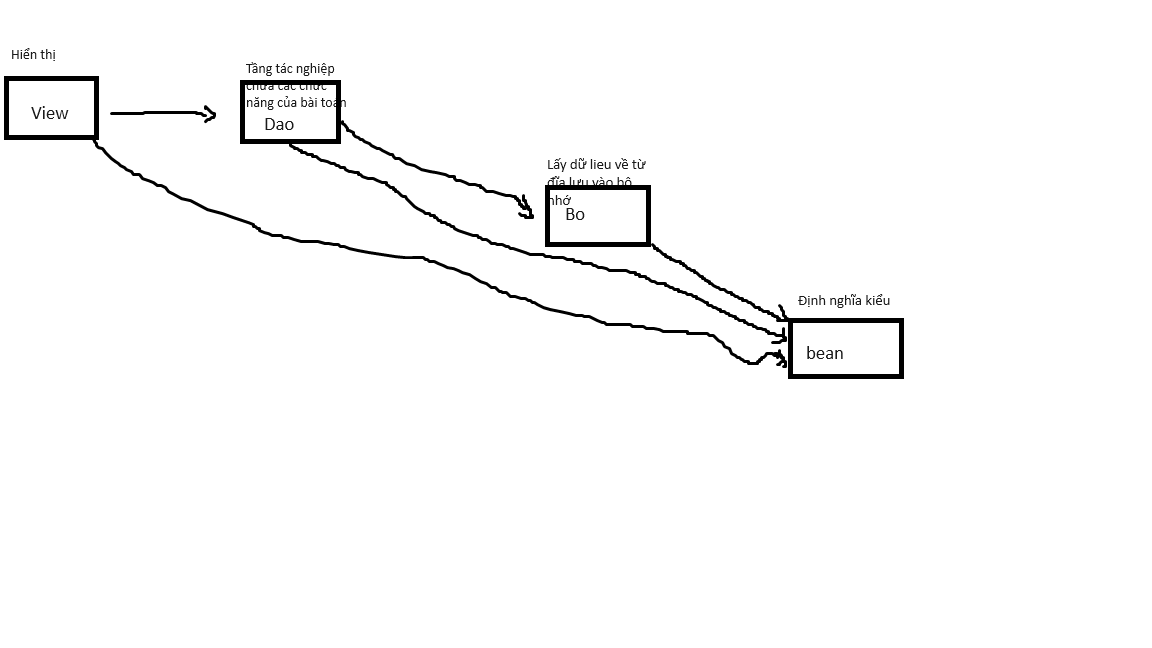 Hiển thị
View
Tầng tác nghiệp
chứa các chức
năng của bài toán
Dao
Lấy dữ lieu về từ
đĩa lưu vào bộ
nhớ
Bo
Định nghĩa kiểu
bean